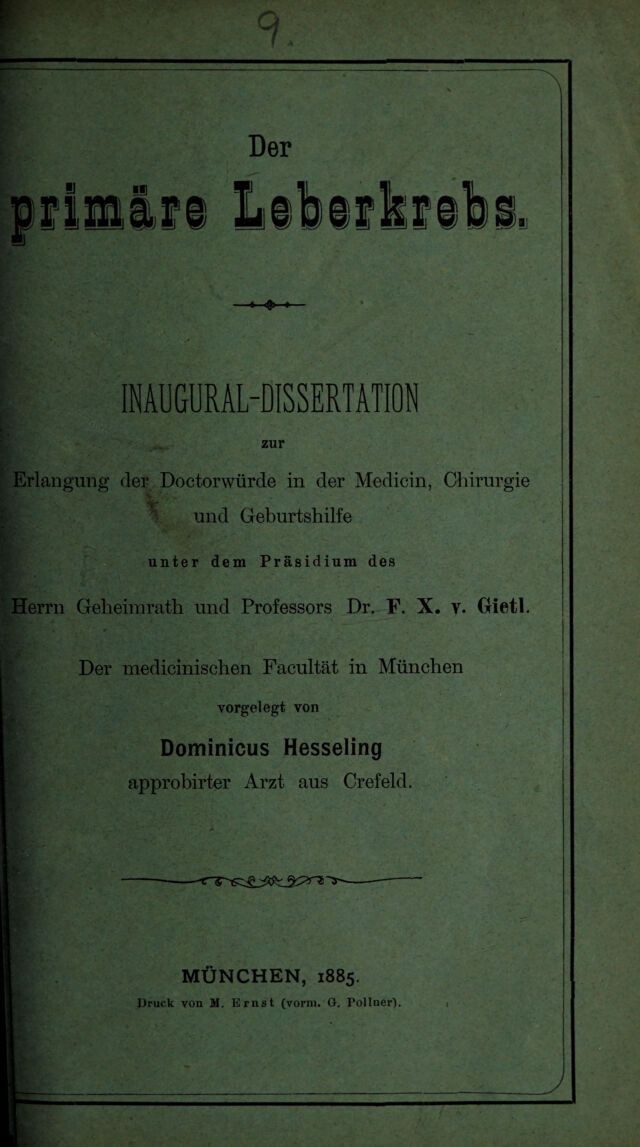 9.
Der
primäre Leberkrebs.
INAUGURAL-DISSERTATION
zur
Erlangung der Doctorwürde in der Medicin, Chirurgie
und Geburtshilfe
unter dem Präsidium des
Herrn Geheimrath und Professors Dr. F. X. v. Gietl.
Der medicinischen Facultät in München
vorgelegt von
Dominicus Hesseling
approbirter Arzt aus Crefeld.
MÜNCHEN, 1885.
Druck von M. Ernst (vorm. G. Pollner).